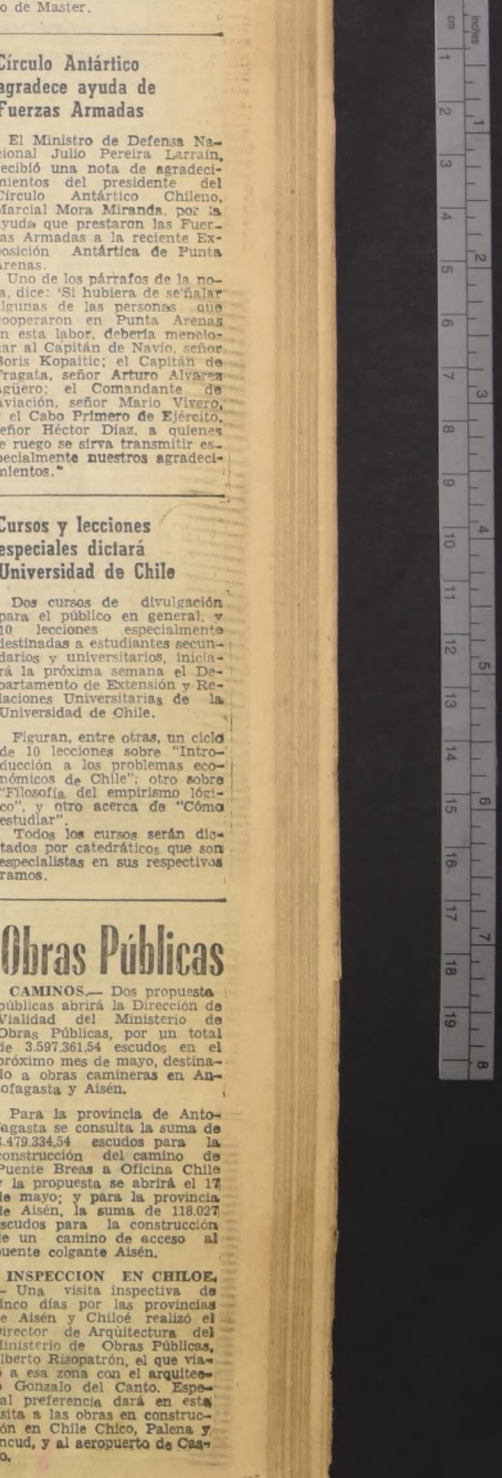 o de Master.
Círculo Antártico
agradece ayuda de
Fuerzas Armadas
El Ministro de Defensa Na-
cional Julio Pereira Larraín,
recibió una nota de agradeci-
mientos del presidente del
Círculo Antártico Chileno,
Marcial Mora Miranda, por la
ayuda que prestaron las Fuer-
zas Armadas a la reciente Ex-
posición Antártica de Punta
Arenas.
Uno de los párrafos de la no-
a, dice: 'Si hubiera de se'ñalar
algunas de las personas que
cooperaron en Punta Arenas
en esta labor, debería mencio-
nar al Capitán de Navío, señor
Boris Kopaitic; el Capitán de
Fragata, señor Arturo Alvarez
Agüero; el Comandante de
Aviación, señor Mario Vivero,
y el Cabo Primero de Ejército,
señor Héctor Díaz, a quienes
le ruego se sirva transmitir es-
pecialmente nuestros agradeci-
mientos."
Cursos y lecciones
especiales dictará
Universidad de Chile
Dos cursos de divulgación
para el público en general, y
10 lecciones especialmente
destinadas a estudiantes secun-
darios y universitarios, inicia-
rá la próxima semana el De-
partamento de Extensión y Re-
laciones Universitarias de la
Universidad de Chile.
Figuran, entre otras, un ciclo
de 10 lecciones sobre "Intro-
ducción a los problemas eco-
nómicos de Chile"; otro sobre
"Filosofía del empirismo lógi-
co", y otro acerca de "Cómo
estudiar".
Todos los cursos serán dic-
tados por catedráticos que son
especialistas en sus respectivos
ramos.
Obras Públicas
CAMINOS.— Dos propuesta
públicas abrirá la Dirección de
Vialidad del Ministerio de
Obras Públicas, por un total
de 3.597.361,54 escudos en el
próximo mes de mayo, destina-
do a obras camineras en An-
tofagasta y Aisén.
Para la provincia de Anto-
fagasta se consulta la suma de
3.479.334,54 escudos para la
construcción del camino de
Puente Breas a Oficina Chile
y la propuesta se abrirá el 17
de mayo; y para la provincia
de Aisén, la suma de 118.027
escudos para la construcción
de un camino de acceso al
puente colgante Aisén.
INSPECCION EN CHILOE.
— Una visita inspectiva de
cinco días por las provincias
de Aisén y Chiloé realizó el
Director de Arquitectura del
Ministerio de Obras Públicas,
Alberto Risopatrón, el que via-
ó a esa zona con el arquitec-
o Gonzalo del Canto. Espe-
ial preferencia dará en esta
visita a las obras en construc-
ción en Chile Chico, Palena y
Ancud, y al aeropuerto de Cas-
o.
cm
1
2
3
4
5
6
7
8
9
10
11
12
13
14
15
16
17
18
19
inches
1
2
3
4
5
6
7
8